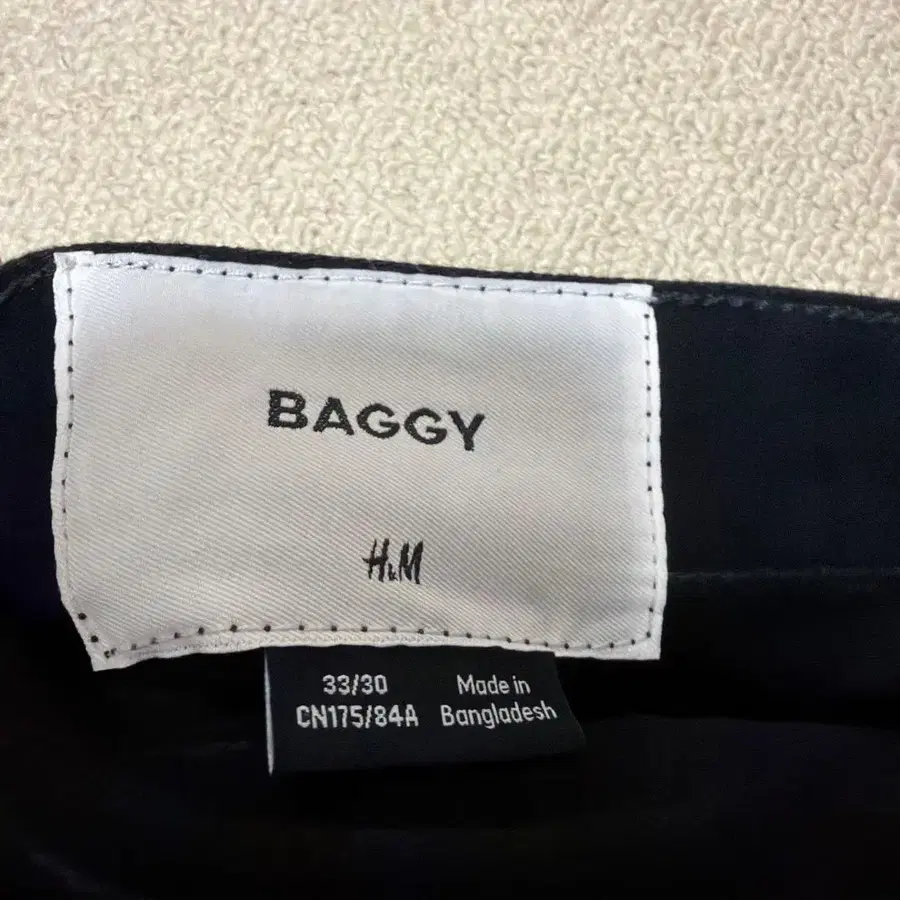 BAGGY
H&M
33/30
CN175/84A
Made in
Bangladesh